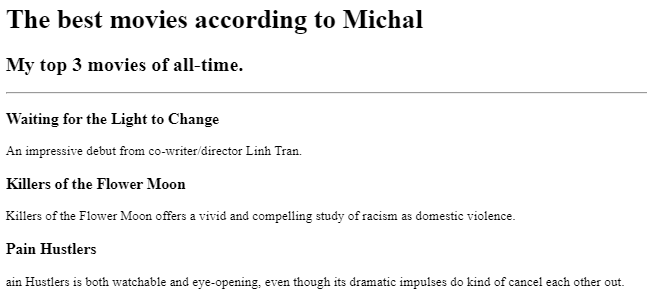 The best movies according to Michal
My top 3 movies of all-time.
Waiting for the Light to Change
An impressive debut from co-writer/director Linh Tran.
Killers of the Flower Moon
Killers of the Flower Moon offers a vivid and compelling study of racism as domestic violence.
Pain Hustlers
ain Hustlers is both watchable and eye-opening, even though its dramatic impulses do kind of cancel each other out.